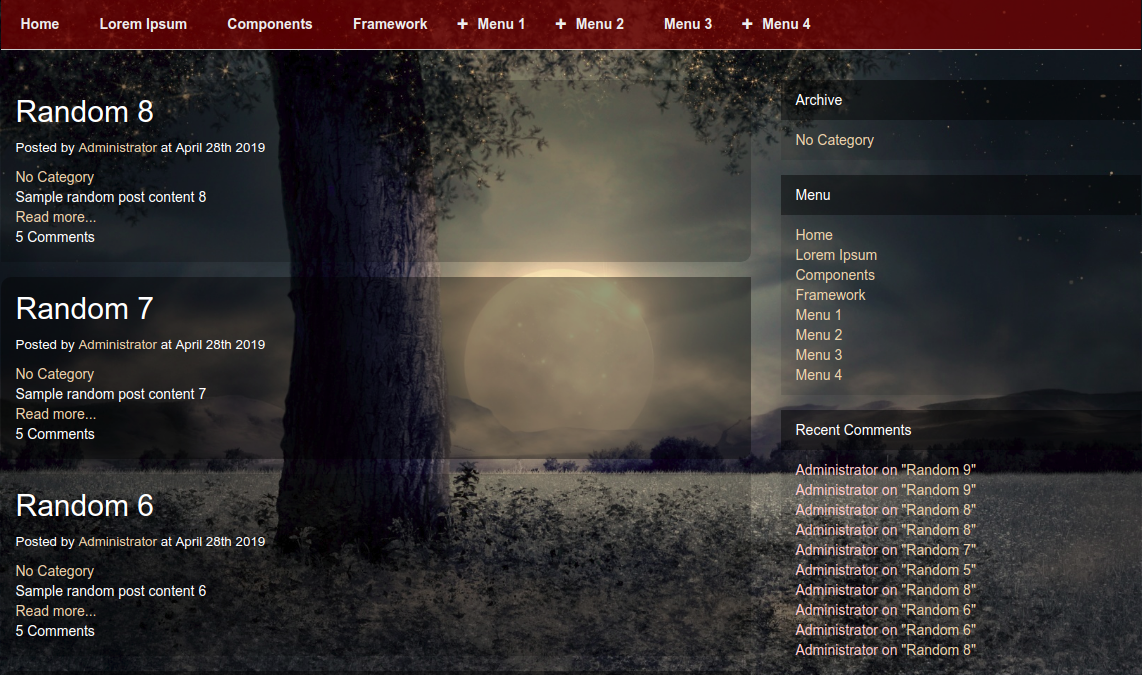 Home Lorem Ipsum Components Framework + Menu 1 + Menu 2 Menu 3 + Menu 4
Random 8
Posted by Administrator at April 28th 2019
No Category
Sample random post content 8
Read more...
5 Comments
Random 7
Posted by Administrator at April 28th 2019
No Category
Sample random post content 7
Read more...
5 Comments
Random 6
Posted by Administrator at April 28th 2019
No Category
Sample random post content 6
Read more...
5 Comments
Archive
No Category
Menu
Home
Lorem Ipsum
Components
Framework
Menu 1
Menu 2
Menu 3
Menu 4
Recent Comments
Administrator on "Random 9"
Administrator on "Random 9"
Administrator on "Random 8"
Administrator on "Random 8"
Administrator on "Random 7"
Administrator on "Random 5"
Administrator on "Random 8"
Administrator on "Random 6"
Administrator on "Random 6"
Administrator on "Random 8"